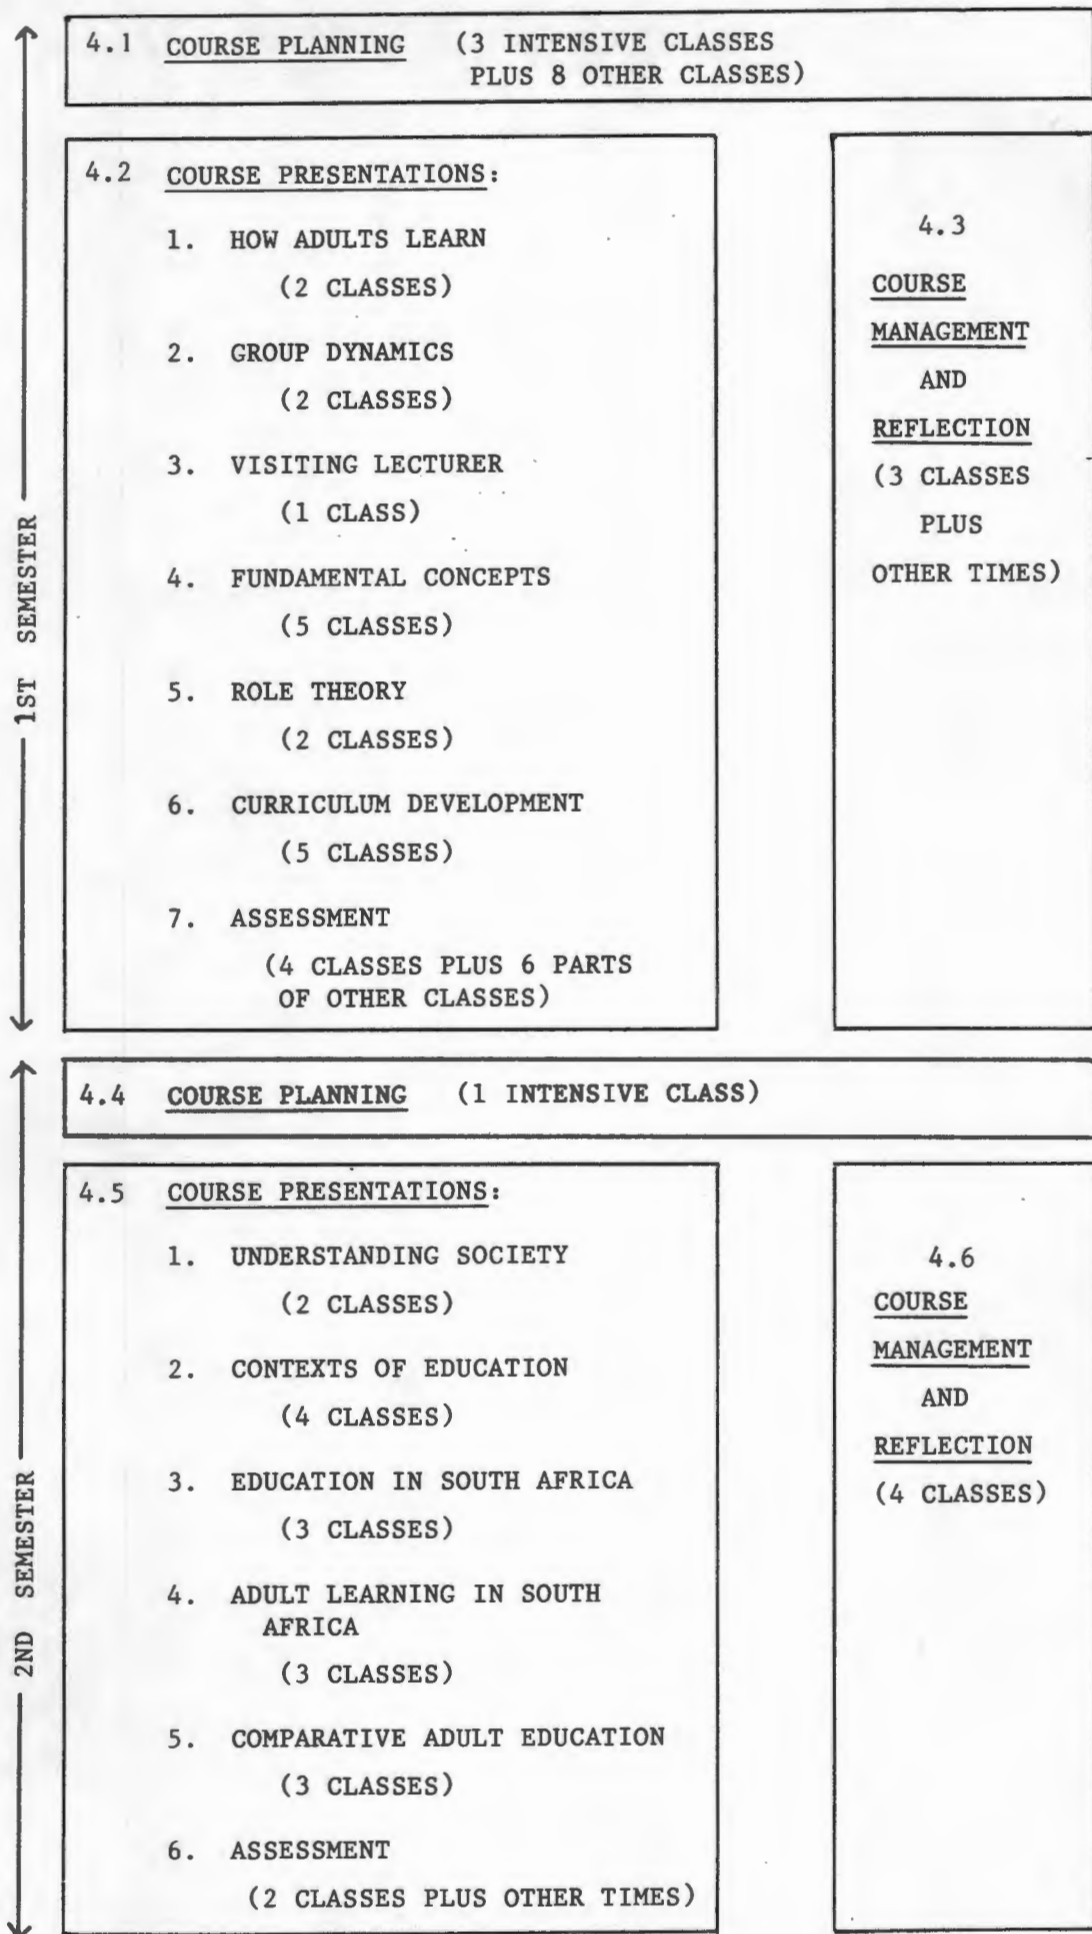 4.1 COURSE PLANNING (3 INTENSIVE CLASSES
PLUS 8 OTHER CLASSES)
1ST SEMESTER
4.2 COURSE PRESENTATIONS:
1. HOW ADULTS LEARN
(2 CLASSES)
2. GROUP DYNAMICS
(2 CLASSES)
3. VISITING LECTURER
(1 CLASS)
4. FUNDAMENTAL CONCEPTS
(5 CLASSES)
5. ROLE THEORY
(2 CLASSES)
6. CURRICULUM DEVELOPMENT
(5 CLASSES)
7. ASSESSMENT
(4 CLASSES PLUS 6 PARTS
OF OTHER CLASSES)
4.3
COURSE
MANAGEMENT
AND
REFLECTION
(3 CLASSES
PLUS
OTHER TIMES)
4.4 COURSE PLANNING (1 INTENSIVE CLASS)
2ND SEMESTER
4.5 COURSE PRESENTATIONS:
1. UNDERSTANDING SOCIETY
(2 CLASSES)
2. CONTEXTS OF EDUCATION
(4 CLASSES)
3. EDUCATION IN SOUTH AFRICA
(3 CLASSES)
4. ADULT LEARNING IN SOUTH
AFRICA
(3 CLASSES)
5. COMPARATIVE ADULT EDUCATION
(3 CLASSES)
6. ASSESSMENT
(2 CLASSES PLUS OTHER TIMES)
4.6
COURSE
MANAGEMENT
AND
REFLECTION
(4 CLASSES)